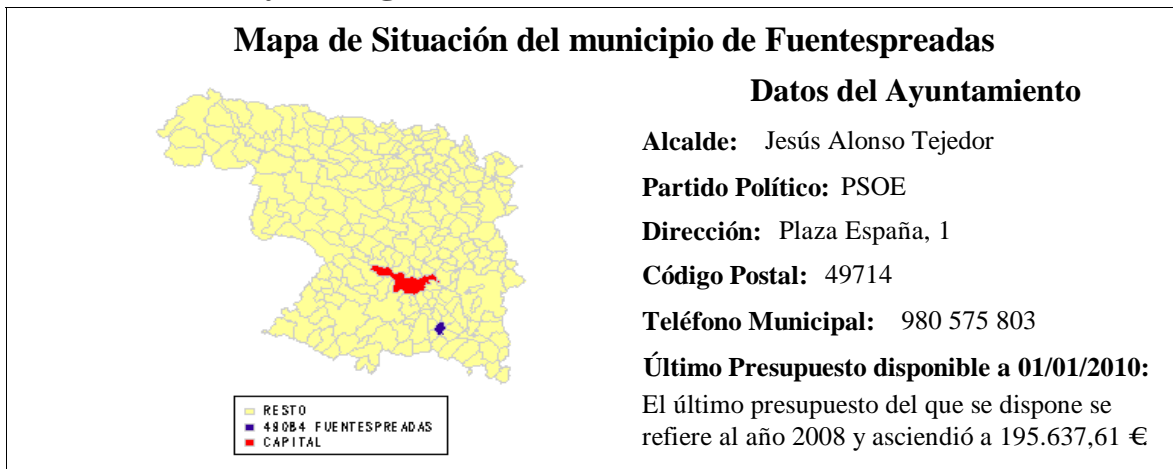 Mapa de Situación del municipio de Fuentespreadas
Datos del Ayuntamiento
Alcalde: Jesús Alonso Tejedor
Partido Político: PSOE
Dirección: Plaza España, 1
Código Postal: 49714
Teléfono Municipal: 980 575 803
Último Presupuesto disponible a 01/01/2010:
El último presupuesto del que se dispone se
refiere al año 2008 y ascendió a 195.637,61 €
RESTO
49084 FUENTESPREADAS
CAPITAL